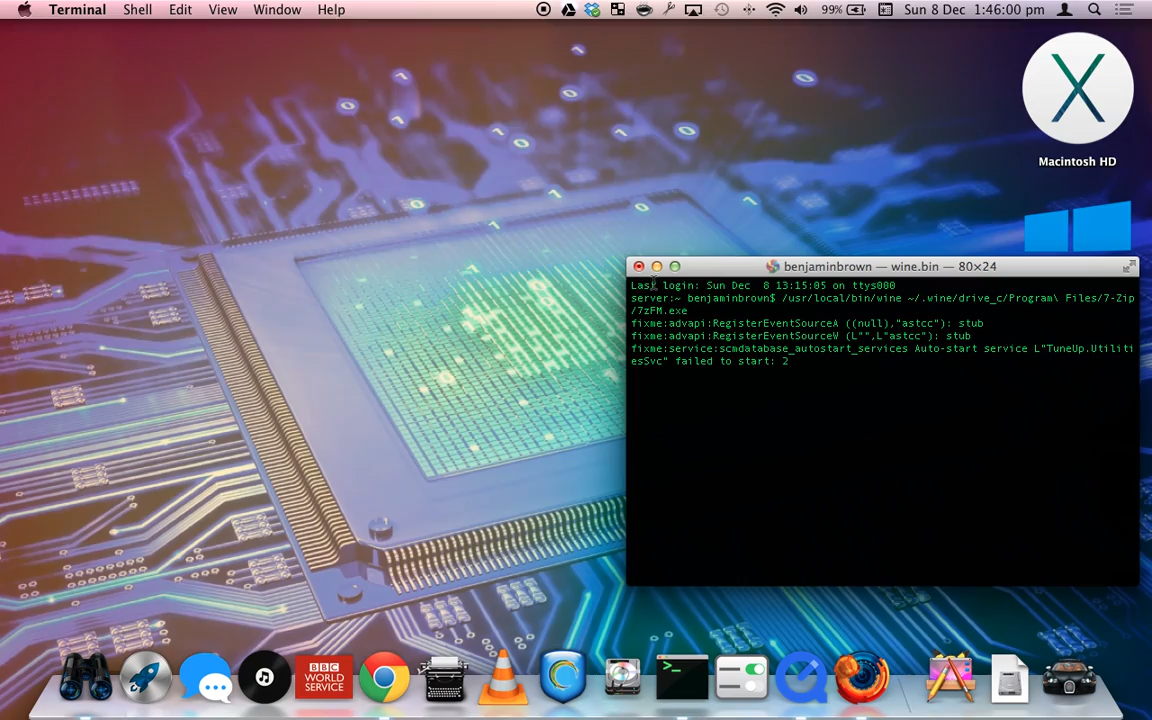 Terminal Shell Edit View Window Help 99% Sun 8 Dec 1:46:00 pm
Macintosh HD
benjaminbrown — wine.bin — 80×24
Last login: Sun Dec  8 13:15:05 on ttys000
server:~ benjaminbrown$ /usr/local/bin/wine ~/.wine/drive_c/Program\ Files/7-Zip
/7zFM.exe
fixme:advapi:RegisterEventSourceA ((null),"astcc"): stub
fixme:advapi:RegisterEventSourceW (L"",L"astcc"): stub
fixme:service:scmdatabase_autostart_services Auto-start service L"TuneUp.Utiliti
esSvc" failed to start: 2
BBC
WORLD
SERVICE